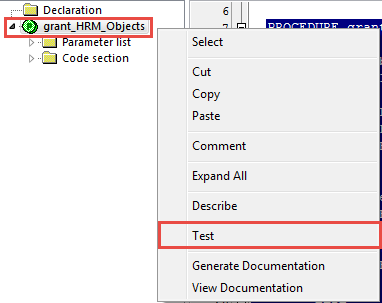 Declaration
grant_HRM_Objects
Parameter list
Code section
6
7
PROCEDURE grant
Select
Cut
Copy
Paste
Comment
Expand All
Describe
Test
Generate Documentation
View Documentation